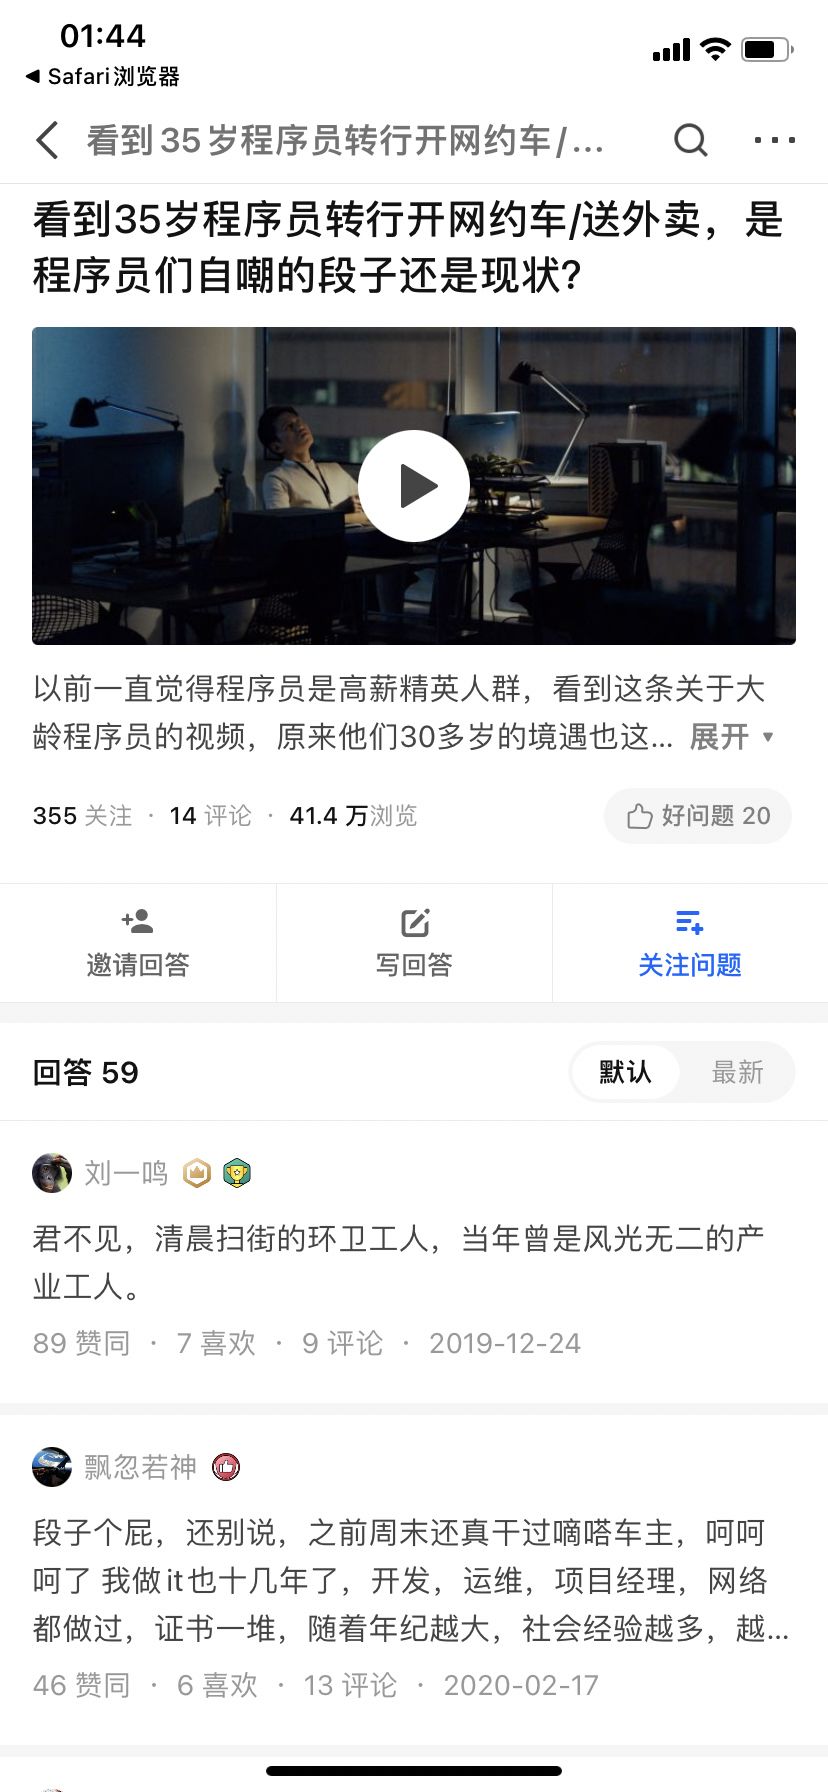 01:44
◀ Safari浏览器
看到35岁程序员转行开网约车/...
看到35岁程序员转行开网约车/送外卖，是
程序员们自嘲的段子还是现状?
以前一直觉得程序员是高薪精英人群，看到这条关于大
龄程序员的视频，原来他们30多岁的境遇也这... 展开
355 关注 · 14 评论 · 41.4 万浏览
好问题 20
邀请回答
写回答
关注问题
回答 59
默认
最新
刘一鸣
君不见，清晨扫街的环卫工人，当年曾是风光无二的产
业工人。
89 赞同 · 7 喜欢 · 9 评论 · 2019-12-24
飘忽若神
段子个屁，还别说，之前周末还真干过嘀嗒车主，呵呵
呵了 我做it也十几年了，开发，运维，项目经理，网络
都做过，证书一堆，随着年纪越大，社会经验越多，越...
46 赞同 · 6 喜欢 · 13 评论 · 2020-02-17